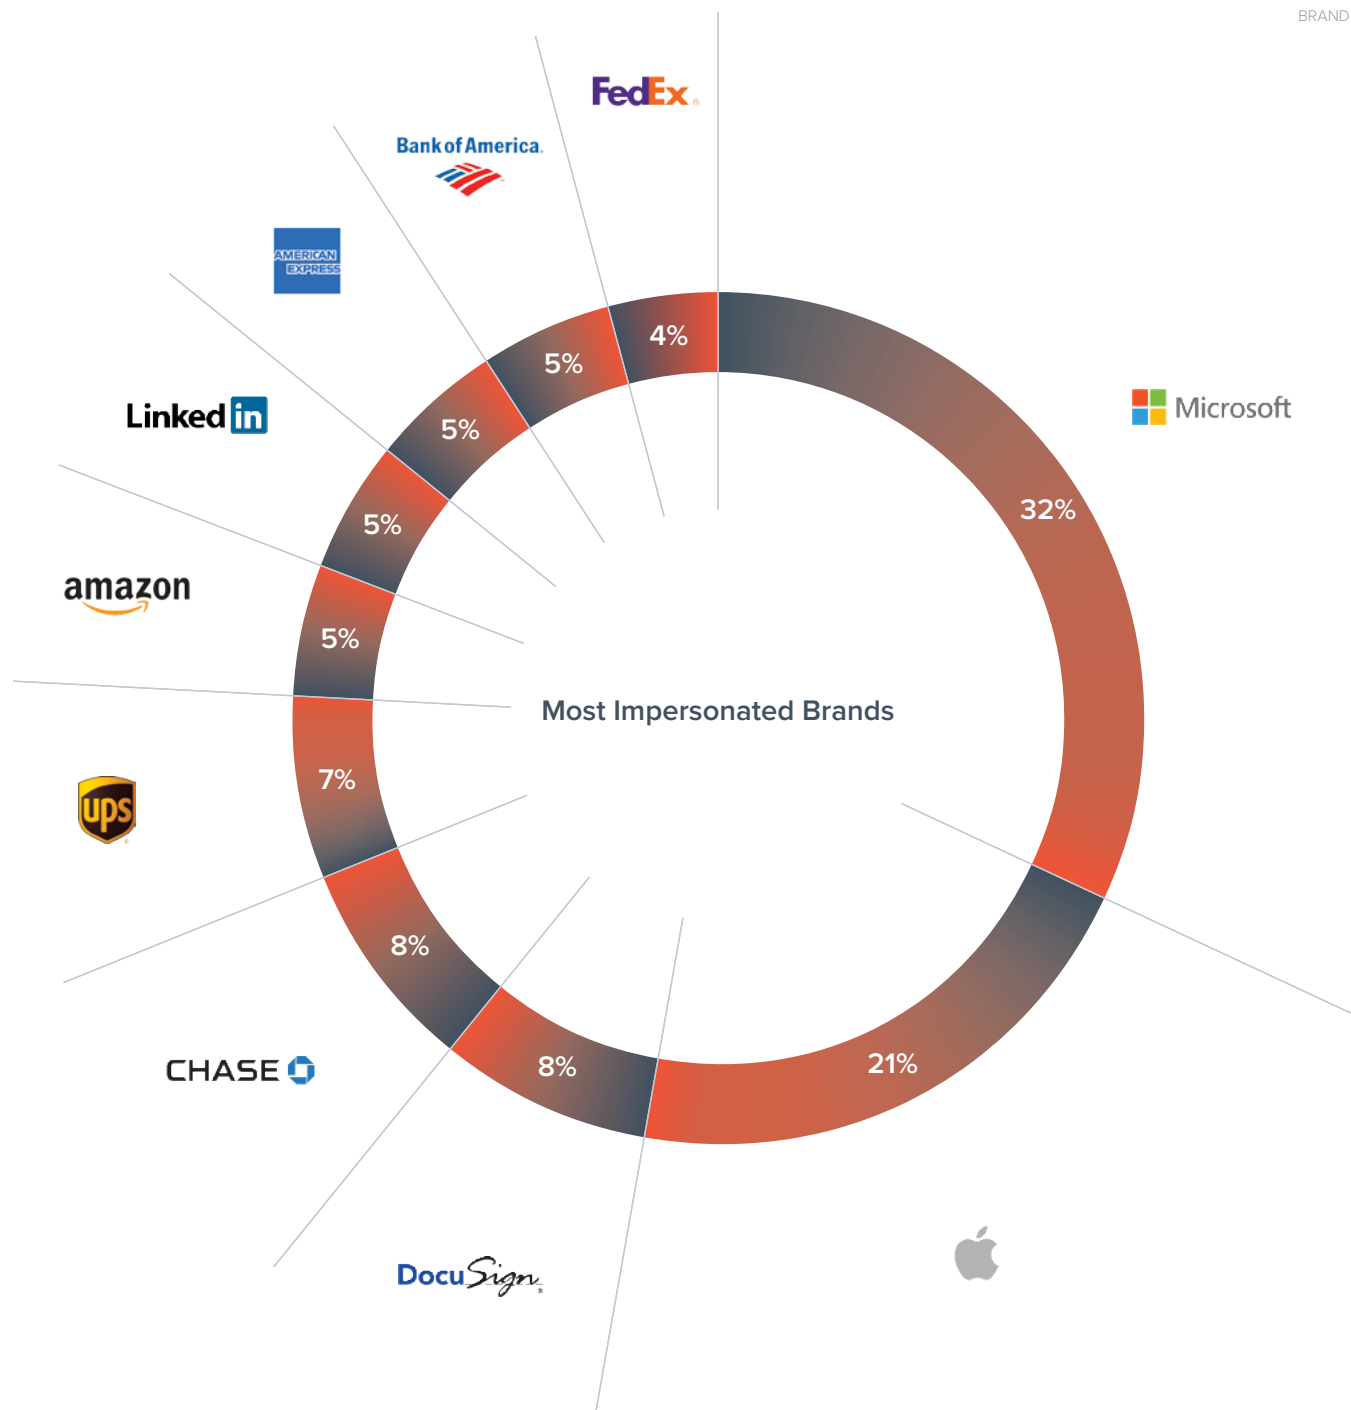 BRAND
FedEx
Bank of America
AMERICAN
EXPRESS
4%
5%
5%
Linked in
Microsoft
32%
5%
amazon
5%
Most Impersonated Brands
7%
ups
8%
CHASE
8%
21%
DocuSign